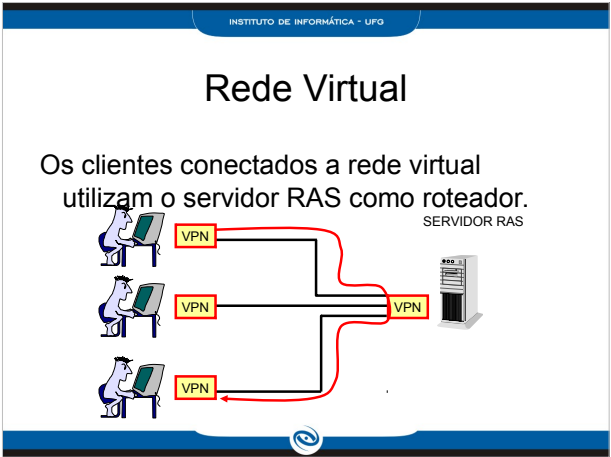 INSTITUTO DE INFORMÁTICA - UFG
Rede Virtual
Os clientes conectados a rede virtual
utilizam o servidor RAS como roteador.
SERVIDOR RAS
VPN
VPN
VPN
VPN